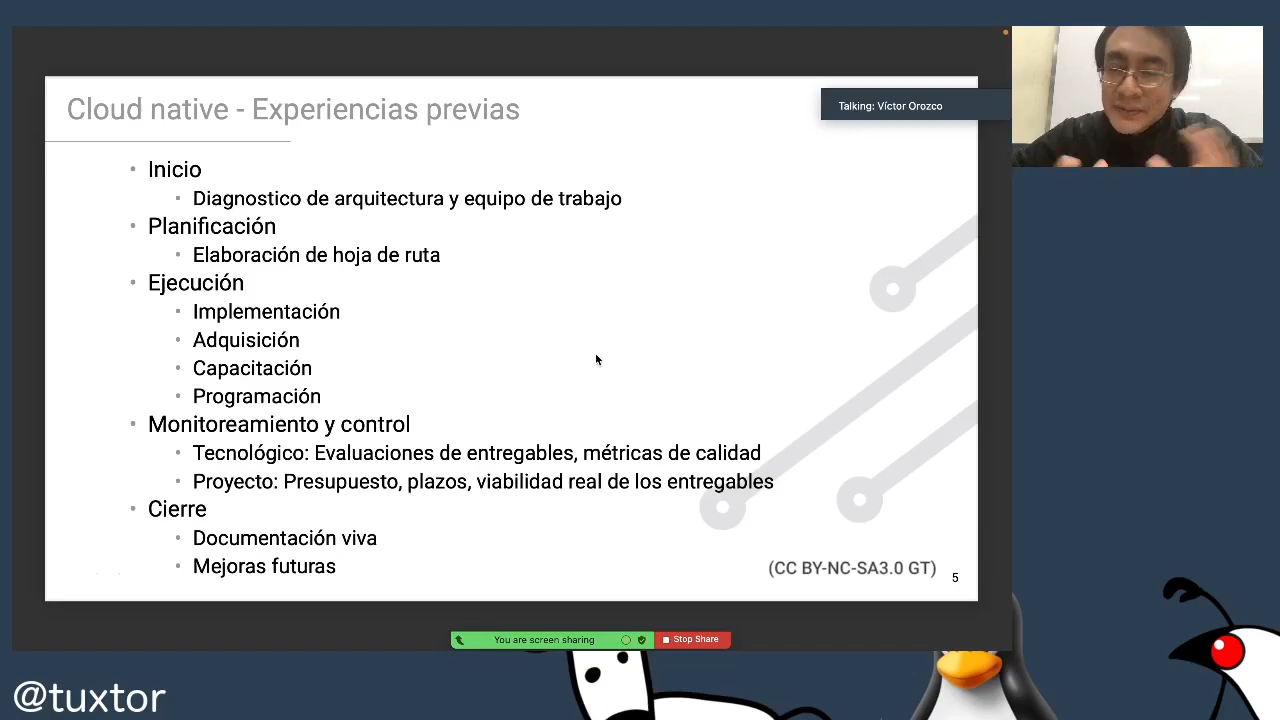 Cloud native - Experiencias previas
Talking: Víctor Orozco
Inicio
Diagnostico de arquitectura y equipo de trabajo
Planificación
Elaboración de hoja de ruta
Ejecución
Implementación
Adquisición
Capacitación
Programación
Monitoreamiento y control
Tecnológico: Evaluaciones de entregables, métricas de calidad
Proyecto: Presupuesto, plazos, viabilidad real de los entregables
Cierre
Documentación viva
Mejoras futuras
(CC BY-NC-SA3.0 GT)
5
You are screen sharing
Stop Share
@tuxtor